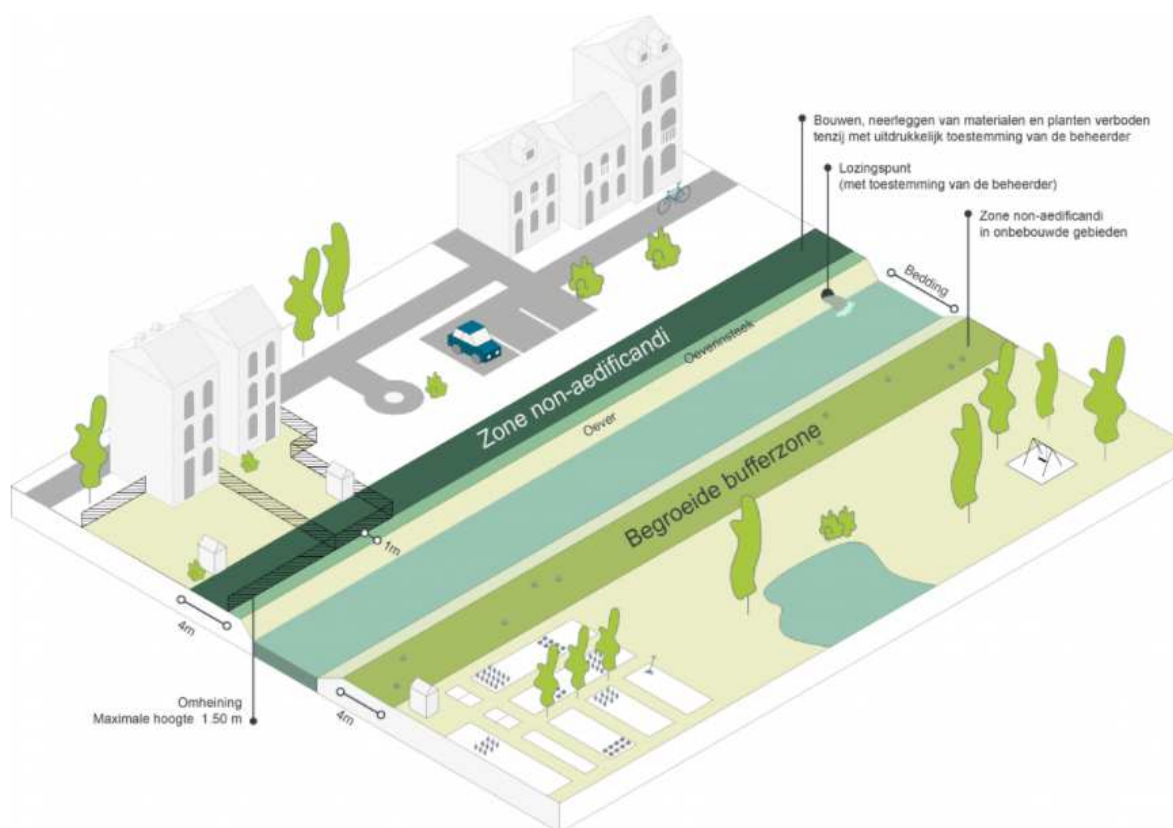 Bouwen, neerleggen van materialen en planten verboden
tenzij met uitdrukkelijk toestemming van de beheerder
Lozingspunt
(met toestemming van de beheerder)
Zone non-aedificandi
in onbebouwde gebieden
Bedding
Oevennsteek
Zone non-aedificandi
Oever
Begroeide bufferzone
1m
4m
4m
Omheining
Maximale hoogte 1.50 m